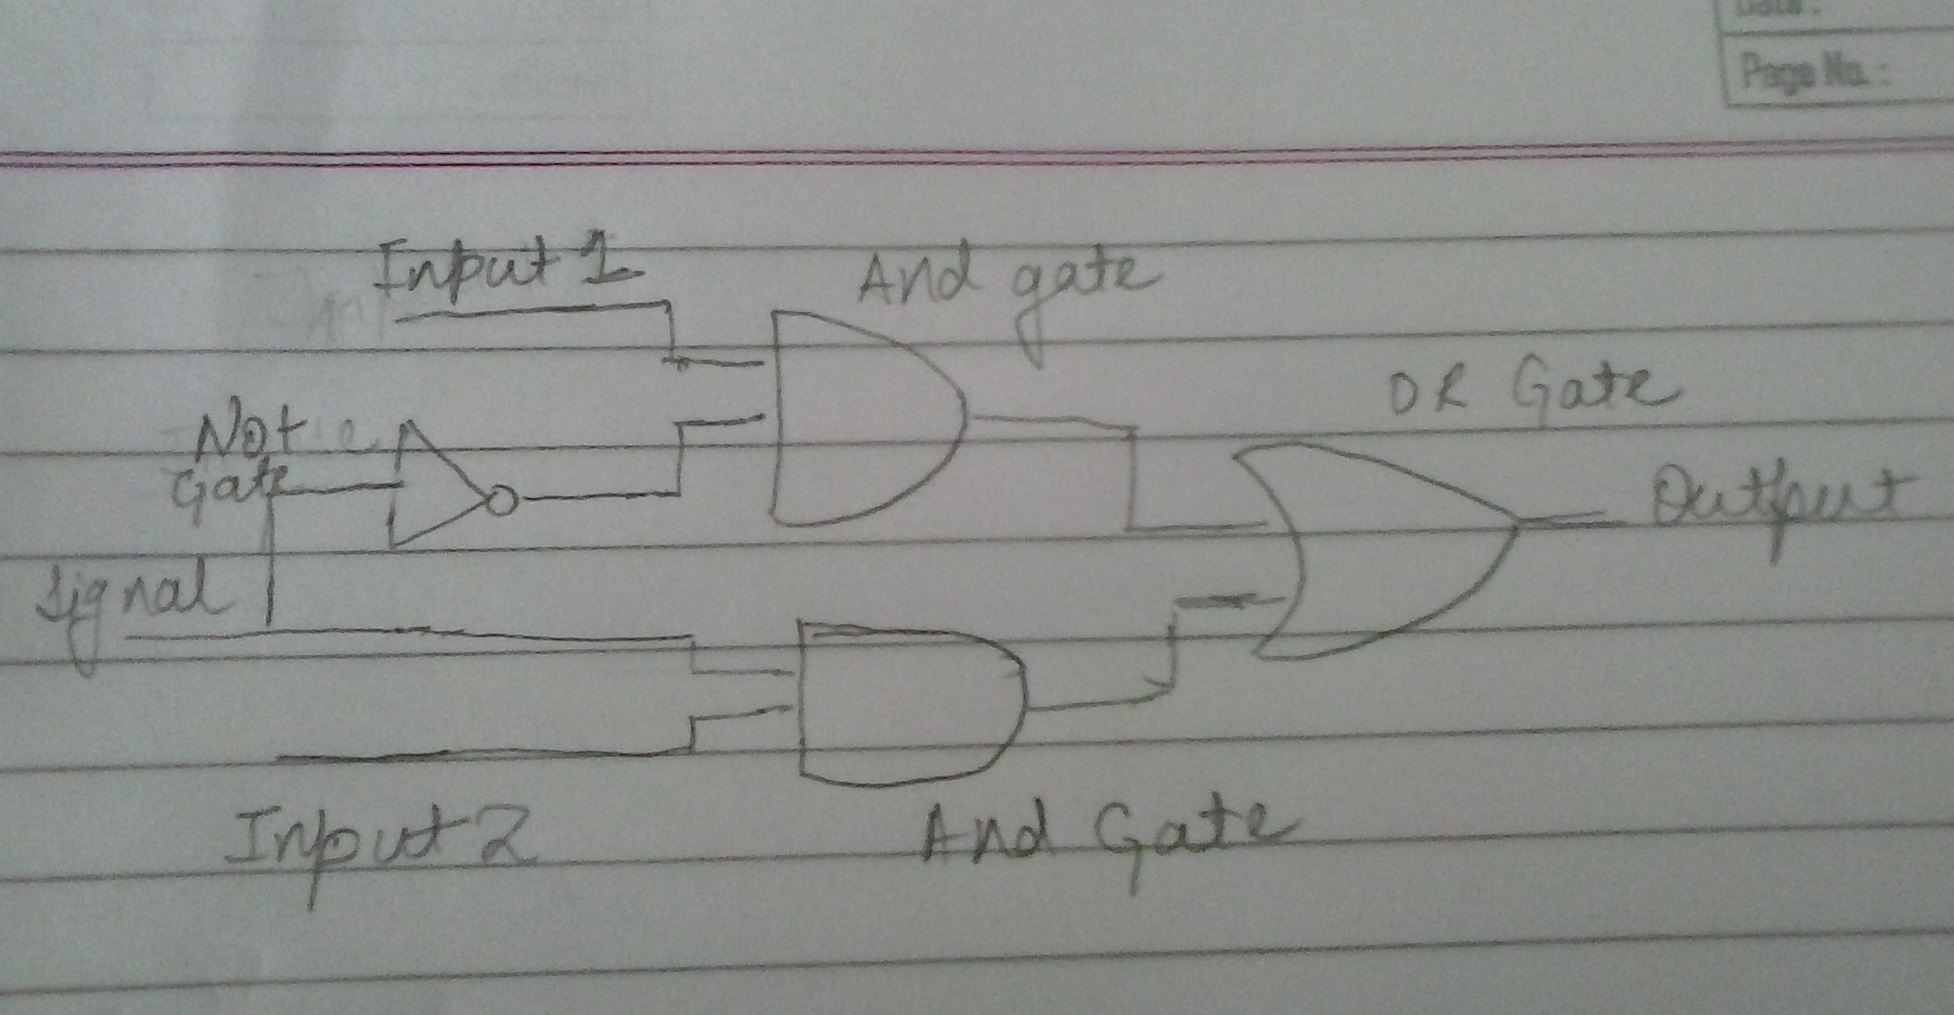 Date :
Page No. :
Input 1
And gate
OR Gate
Not
Gate
Output
Signal
Input 2
And Gate